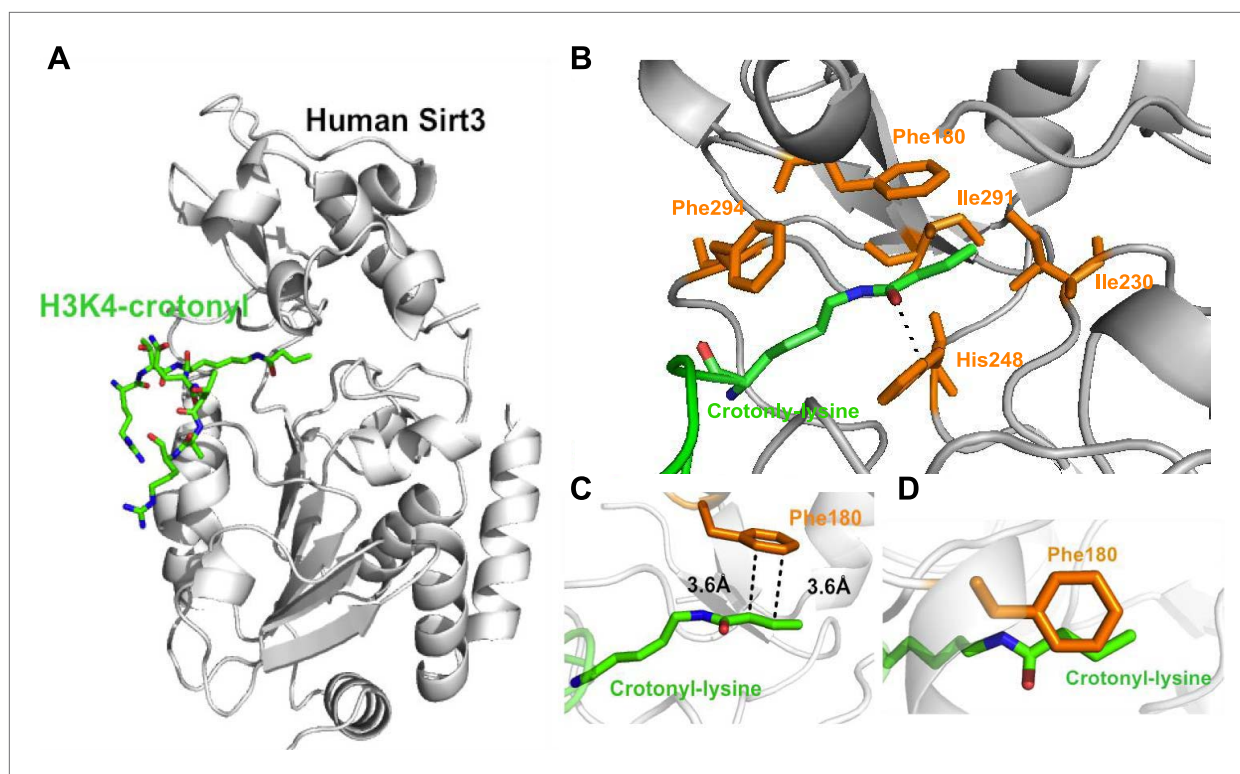 A
Human Sirt3
H3K4-crotonyl
B
Phe180
Phe294
Ile291
Ile230
His248
Crotonly-lysine
C
Phe180
3.6Å
3.6Å
Crotonyl-lysine
D
Phe180
Crotonyl-lysine